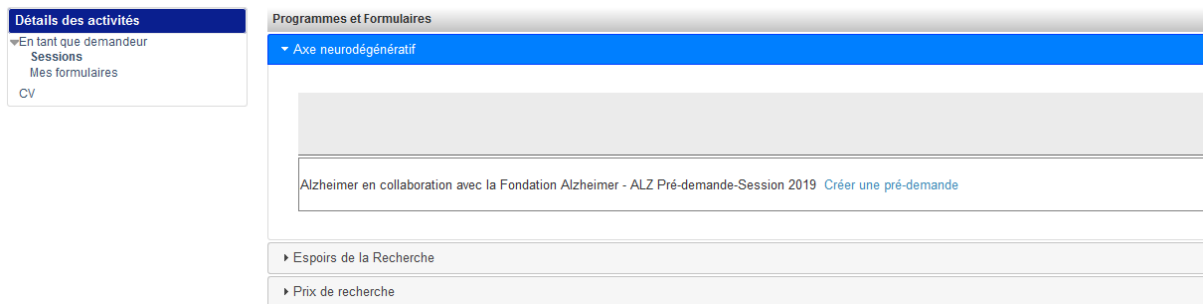 Détails des activités
En tant que demandeur
Sessions
Mes formulaires
CV
Programmes et Formulaires
Axe neurodégénératif
Alzheimer en collaboration avec la Fondation Alzheimer - ALZ Pré-demande-Session 2019 Créer une pré-demande
Espoirs de la Recherche
Prix de recherche